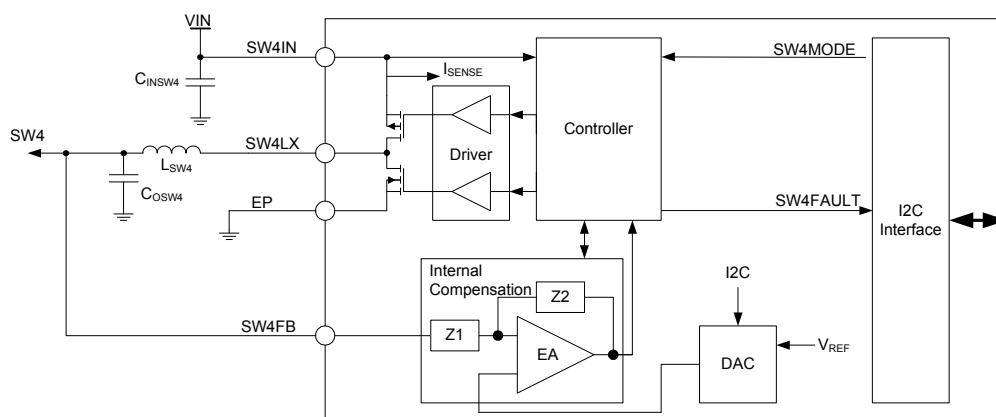 VIN
SW4IN
SW4MODE
ISENSE
CINSW4
Controller
SW4
SW4LX
Driver
LSW4
COSW4
EP
SW4FAULT
I2C
Interface
Internal
Compensation
Z2
I2C
SW4FB
Z1
EA
DAC
VREF